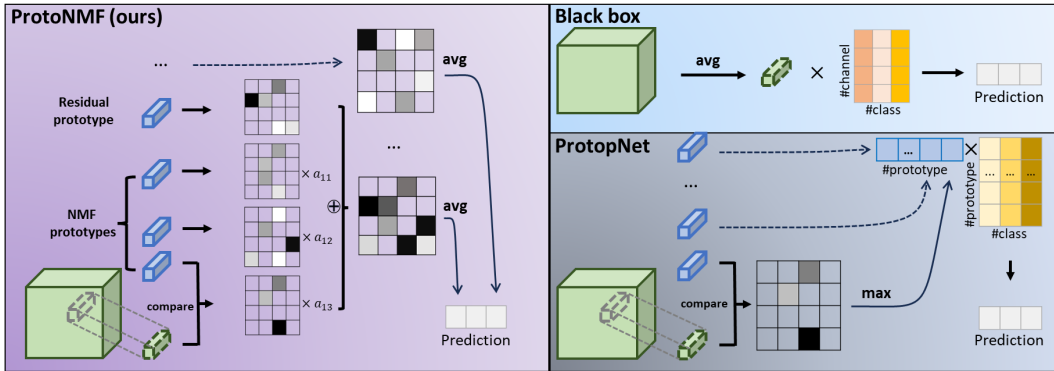 ProtoNMF (ours)
...
avg
Residual
prototype
...
× a₁₁
NMF
prototypes
⊕
× a₁₂
avg
compare
× a₁₃
Prediction
Black box
avg
×
#channel
#class
Prediction
ProtopNet
...
×
#prototype
...
#prototype
... ... ...
#class
compare
max
Prediction